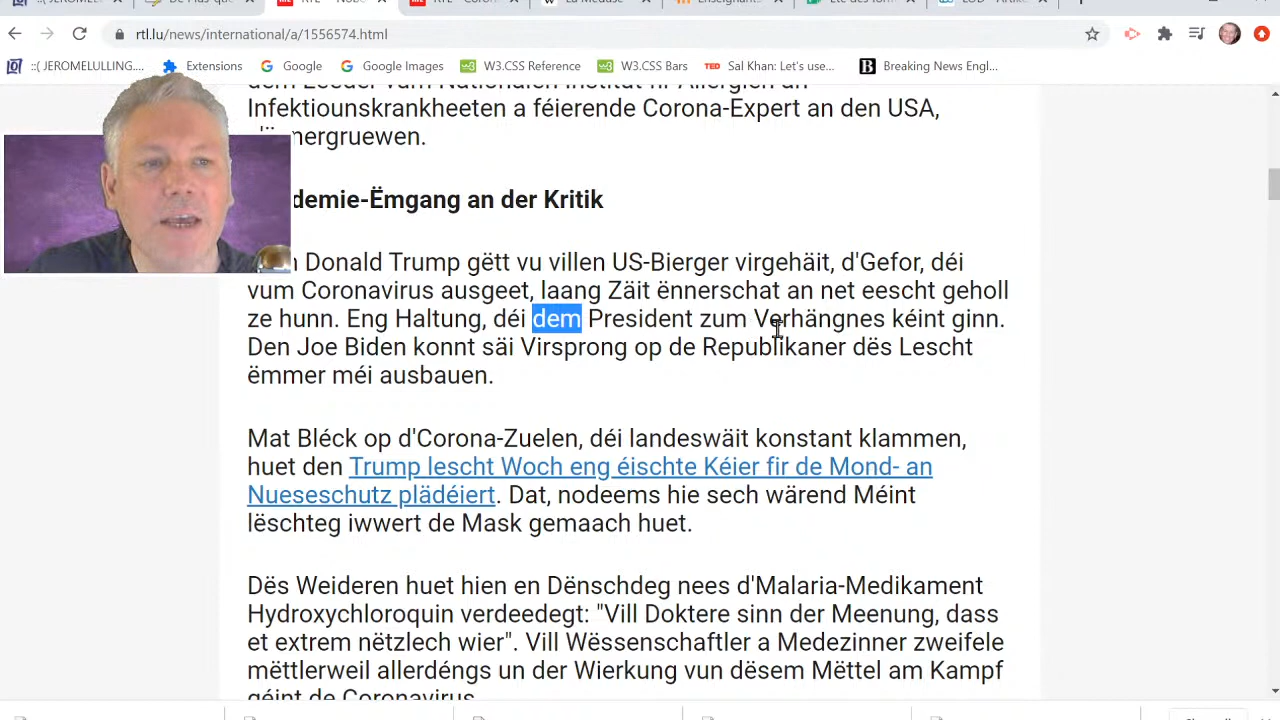 rtl.lu/news/international/a/1556574.html
::( JEROMELULLING.... Extensions Google Google Images W3.CSS Reference W3.CSS Bars TED Sal Khan: Let's use... B Breaking News Engl...
Infektiounskrankheeten a féierende Corona-Expert an den USA,
nergruewen.
demie-Ëmgang an der Kritik
Donald Trump gëtt vu villen US-Bierger virgehäit, d'Gefor, déi
vum Coronavirus ausgeet, laang Zäit ënnerschat an net eescht geholl
ze hunn. Eng Haltung, déi dem President zum Verhängnes kéint ginn.
Den Joe Biden konnt säi Virsprong op de Republikaner dës Lescht
ëmmer méi ausbauen.
Mat Bléck op d'Corona-Zuelen, déi landeswäit konstant klammen,
huet den Trump lescht Woch eng éischte Kéier fir de Mond- an
Nueseschutz plädéiert. Dat, nodeems hie sech wärend Méint
lëschteg iwwert de Mask gemaach huet.
Dës Weideren huet hien en Dënschdeg nees d'Malaria-Medikament
Hydroxychloroquin verdeedegt: "Vill Doktere sinn der Meenung, dass
et extrem nëtzlech wier". Vill Wëssenschaftler a Medezinner zweifele
mëttlerweil allerdéngs un der Wierkung vun dësem Mëttel am Kampf
géint de Coronavirus.